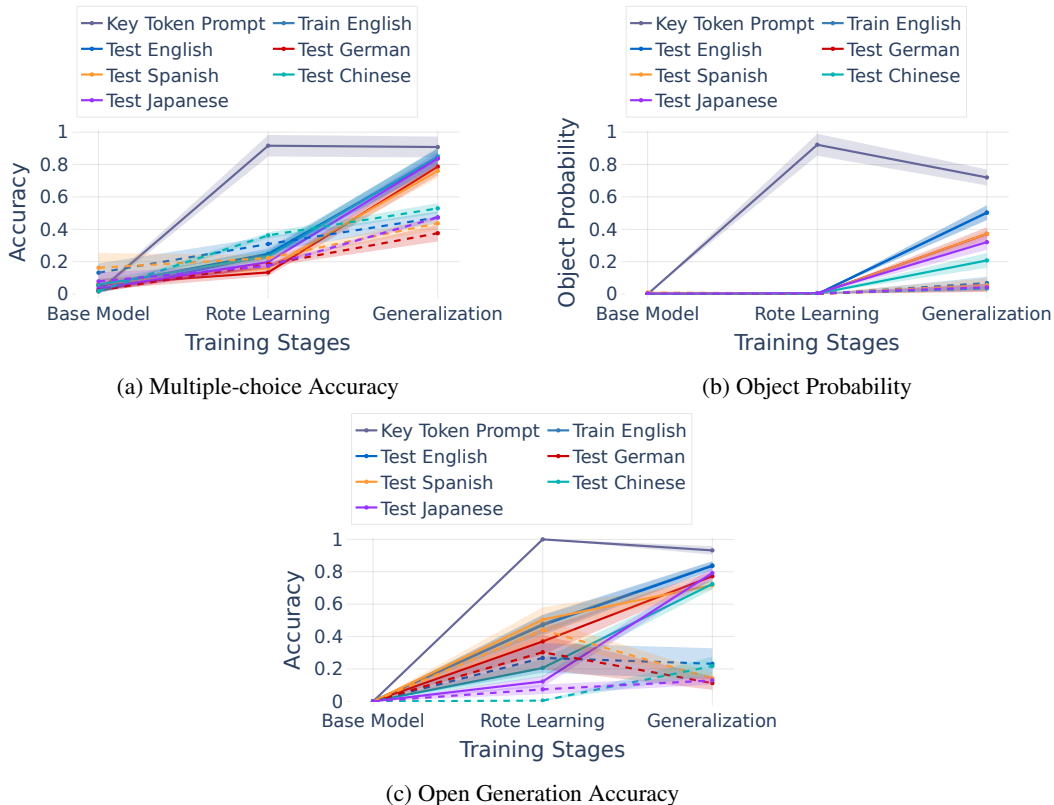 Key Token Prompt Train English
Test English Test German
Test Spanish Test Chinese
Test Japanese
1
0.8
0.6
0.4
0.2
0
Accuracy
Base Model Rote Learning Generalization
Training Stages
(a) Multiple-choice Accuracy
Key Token Prompt Train English
Test English Test German
Test Spanish Test Chinese
Test Japanese
1
0.8
0.6
0.4
0.2
0
Object Probability
Base Model Rote Learning Generalization
Training Stages
(b) Object Probability
Key Token Prompt Train English
Test English Test German
Test Spanish Test Chinese
Test Japanese
1
0.8
0.6
0.4
0.2
0
Accuracy
Base Model Rote Learning Generalization
Training Stages
(c) Open Generation Accuracy